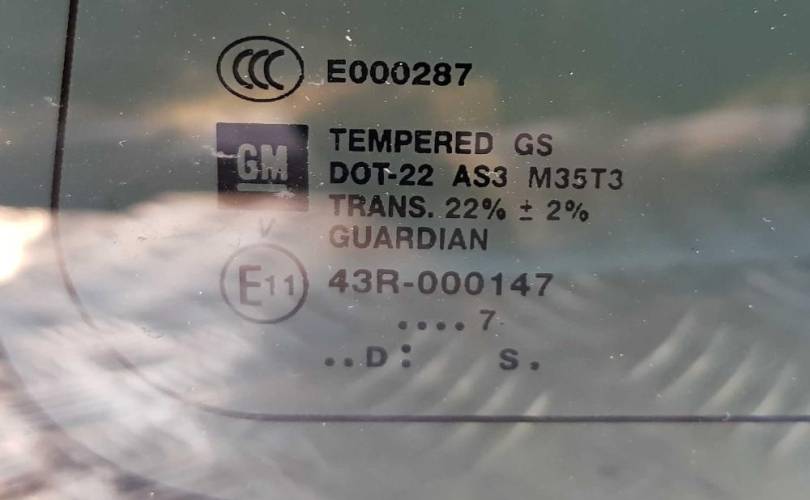 CCC E000287
GM TEMPERED GS
DOT-22 AS3 M35T3
TRANS. 22% ± 2%
GUARDIAN
V
E11 43R-000147
.... 7
..D: S.